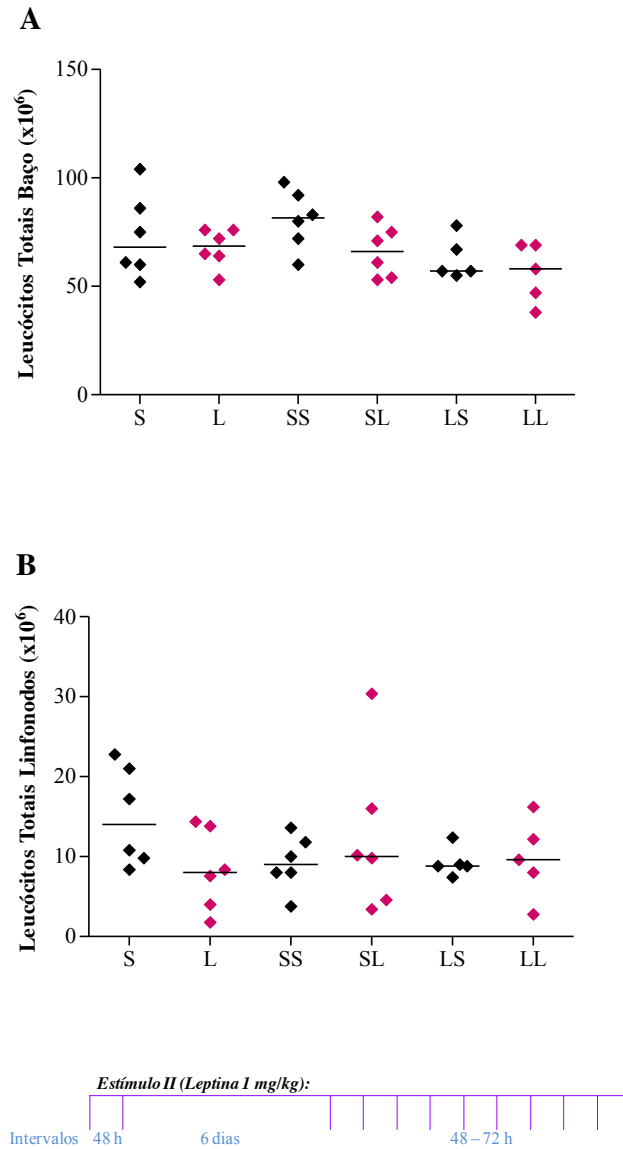 A
Leucócitos Totais Baço (x10⁶)
150
100
50
0
S L SS SL LS LL
B
Leucócitos Totais Linfonodos (x10⁶)
40
30
20
10
0
S L SS SL LS LL
Estímulo II (Leptina 1 mg/kg):
Intervalos 48 h 6 dias 48 – 72 h